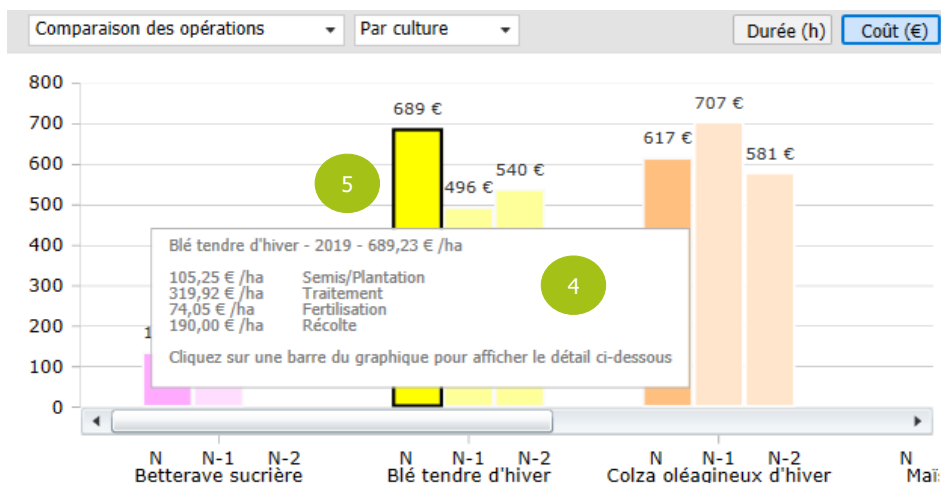 Comparaison des opérations Par culture Durée (h) Coût (€)
800
700
600
500
400
300
200
100
0
689 €
496 €
540 €
617 €
707 €
581 €
5
4
Blé tendre d'hiver - 2019 - 689,23 € /ha
105,25 € /ha Semis/Plantation
319,92 € /ha Traitement
74,05 € /ha Fertilisation
190,00 € /ha Récolte
Cliquez sur une barre du graphique pour afficher le détail ci-dessous
N N-1 N-2 N N-1 N-2 N N-1 N-2 N
Betterave sucrière Blé tendre d'hiver Colza oléagineux d'hiver